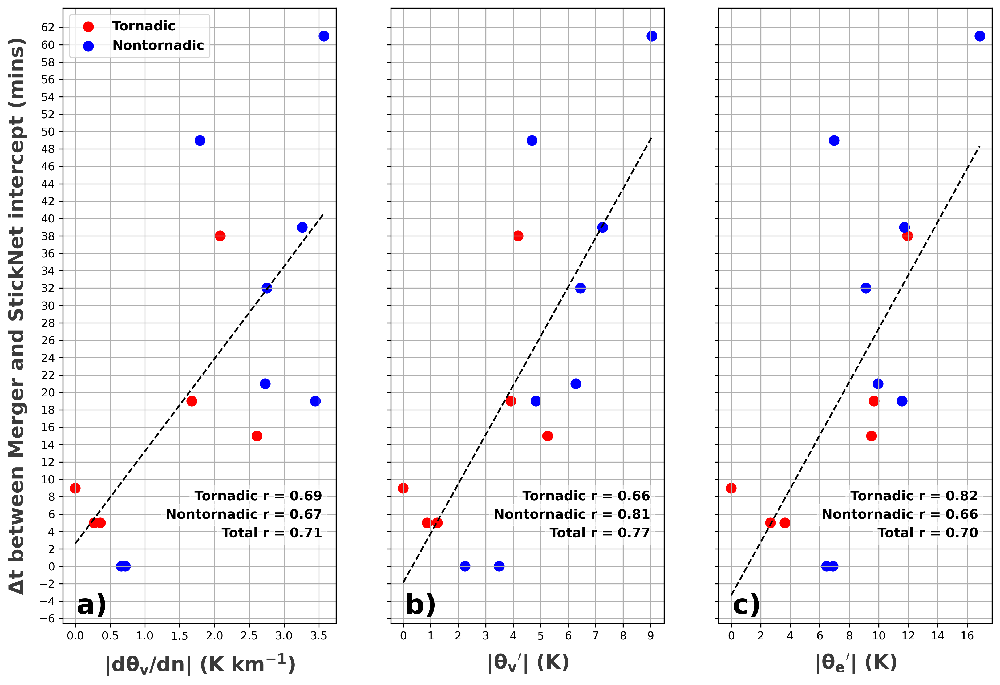 Δt between Merger and StickNet intercept (mins)
62
60
58
56
54
52
50
48
46
44
42
40
38
36
34
32
30
28
26
24
22
20
18
16
14
12
10
8
6
4
2
0
−2
−4
−6
Tornadic
Nontornadic
Tornadic r = 0.69
Nontornadic r = 0.67
Total r = 0.71
a)
0.0 0.5 1.0 1.5 2.0 2.5 3.0 3.5
|dθᵥ/dn| (K km⁻¹)
Tornadic r = 0.66
Nontornadic r = 0.81
Total r = 0.77
b)
0 1 2 3 4 5 6 7 8 9
|θᵥ′| (K)
Tornadic r = 0.82
Nontornadic r = 0.66
Total r = 0.70
c)
0 2 4 6 8 10 12 14 16
|θₑ′| (K)